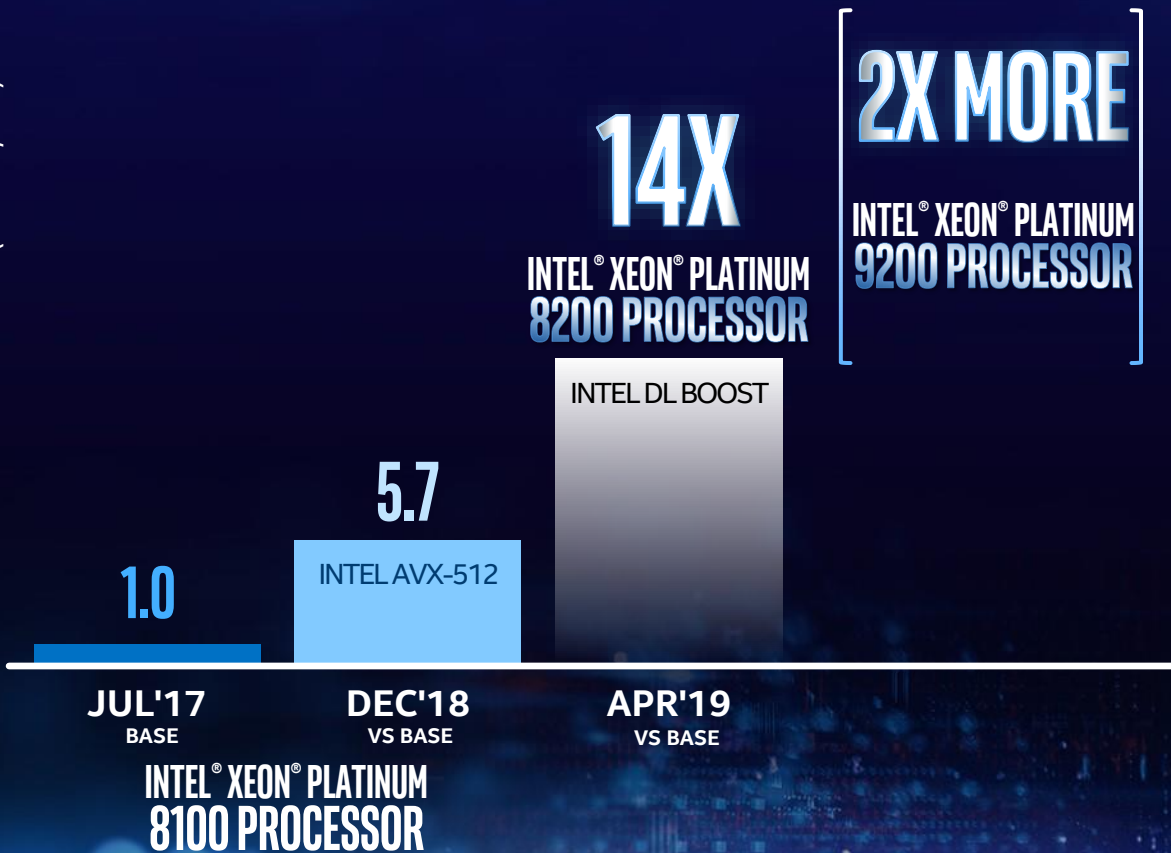 2X MORE
INTEL® XEON® PLATINUM
9200 PROCESSOR
14X
INTEL® XEON® PLATINUM
8200 PROCESSOR
INTEL DL BOOST
5.7
INTEL AVX-512
1.0
JUL'17
BASE
DEC'18
VS BASE
APR'19
VS BASE
INTEL® XEON® PLATINUM
8100 PROCESSOR